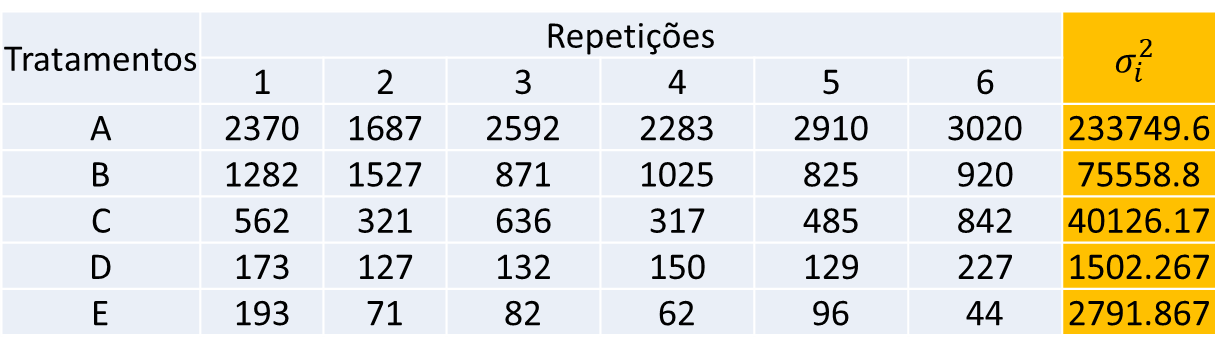 Tratamentos Repetições σᵢ²
1 2 3 4 5 6
A 2370 1687 2592 2283 2910 3020 233749.6
B 1282 1527 871 1025 825 920 75558.8
C 562 321 636 317 485 842 40126.17
D 173 127 132 150 129 227 1502.267
E 193 71 82 62 96 44 2791.867